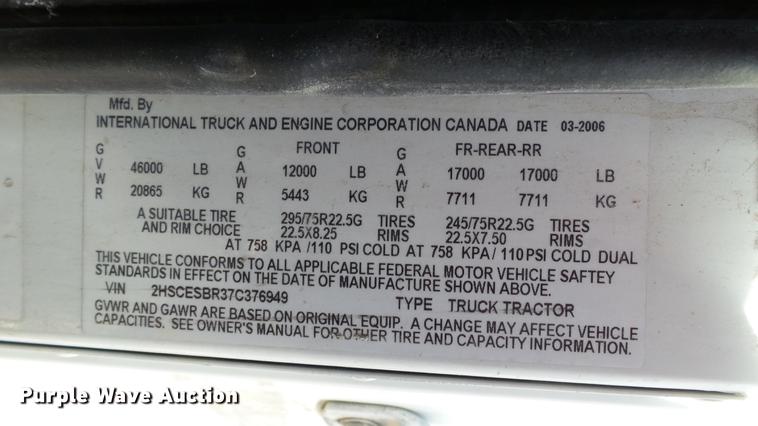 Mfd. By
INTERNATIONAL TRUCK AND ENGINE CORPORATION CANADA DATE 03-2006
GVWR 46000 LB GAWR FRONT 12000 LB GAWR FR-REAR-RR 17000 17000 LB
20865 KG 5443 KG 7711 7711 KG
A SUITABLE TIRE 295/75R22.5G TIRES 245/75R22.5G TIRES
AND RIM CHOICE 22.5X8.25 RIMS 22.5X7.50 RIMS
AT 758 KPA/110 PSI COLD AT 758 KPA/110 PSI COLD DUAL
THIS VEHICLE CONFORMS TO ALL APPLICABLE FEDERAL MOTOR VEHICLE SAFTEY
STANDARDS IN EFFECT ON THE DATE OF MANUFACTURE SHOWN ABOVE.
VIN 2HSCESBR37C376949 TYPE TRUCK TRACTOR
GVWR AND GAWR ARE BASED ON ORIGINAL EQUIP. A CHANGE MAY AFFECT VEHICLE
CAPACITIES. SEE OWNER'S MANUAL FOR OTHER TIRE AND CAPACITY INFORMATION.
Purple Wave Auction